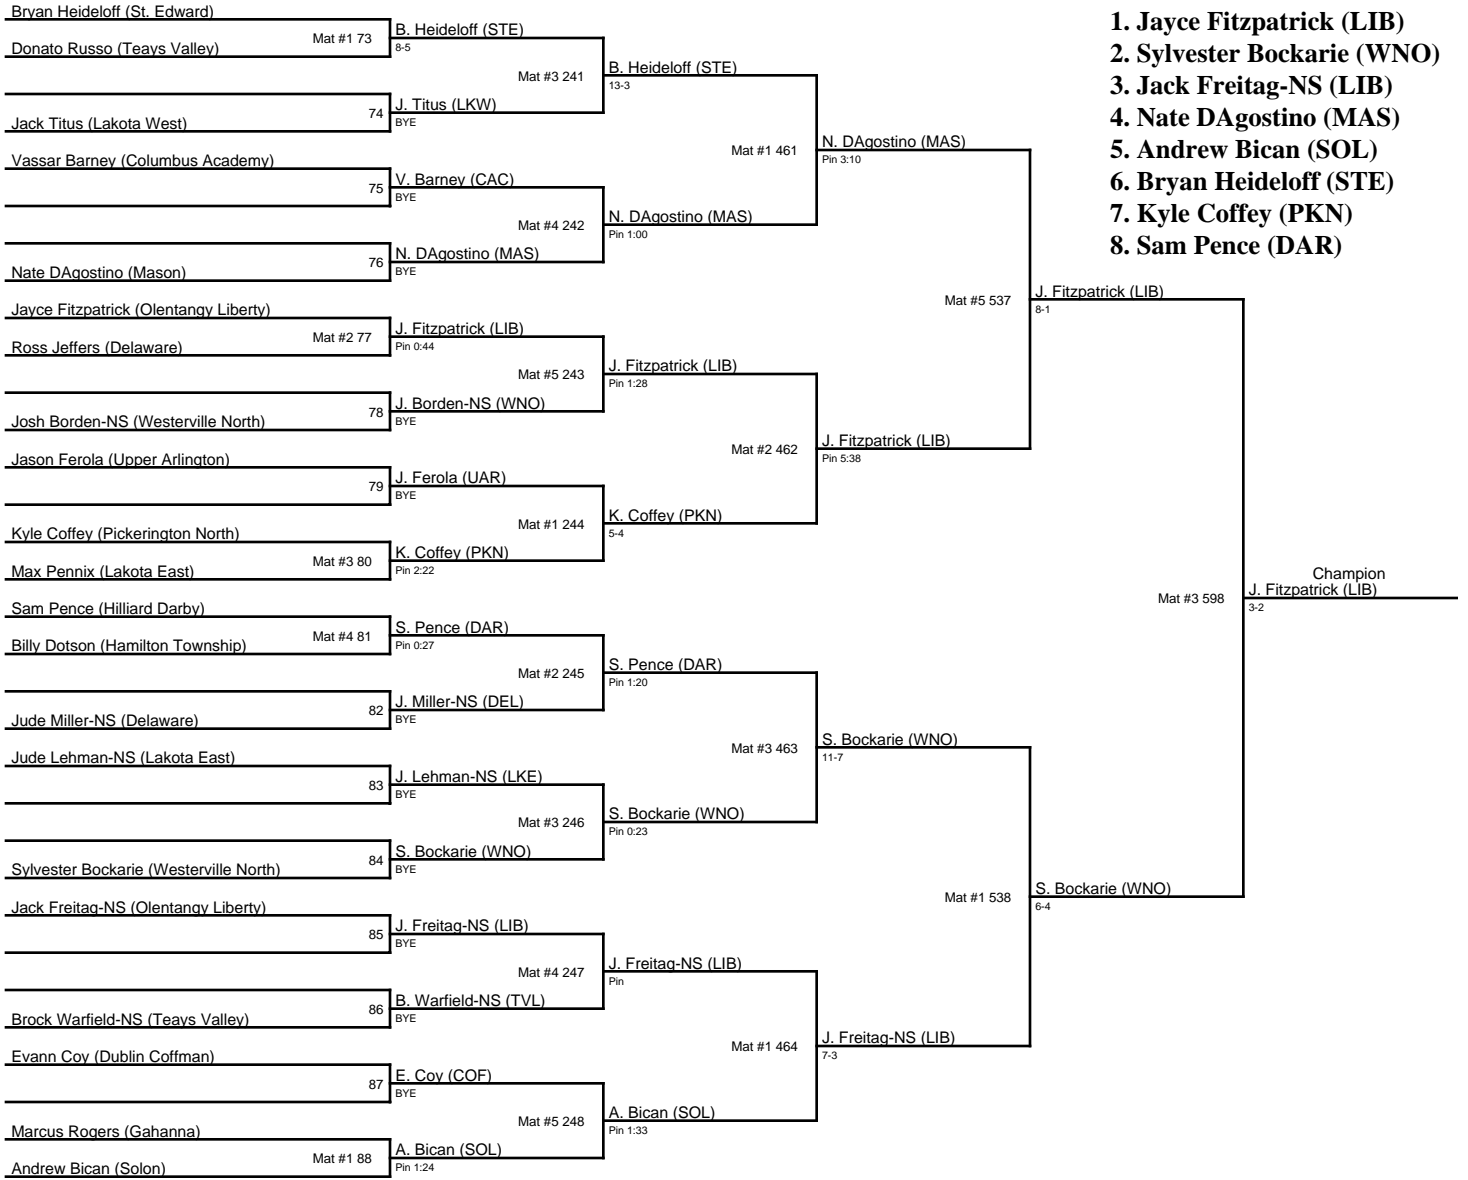 Bryan Heideloff (St. Edward)
Mat #1 73
Donato Russo (Teays Valley)
74
Jack Titus (Lakota West)
Vassar Barney (Columbus Academy)
75
76
Nate DAgostino (Mason)
Jayce Fitzpatrick (Olentangy Liberty)
Mat #2 77
Ross Jeffers (Delaware)
78
Josh Borden-NS (Westerville North)
Jason Ferola (Upper Arlington)
79
Kyle Coffey (Pickerington North)
Mat #3 80
Max Pennix (Lakota East)
Sam Pence (Hilliard Darby)
Mat #4 81
Billy Dotson (Hamilton Township)
82
Jude Miller-NS (Delaware)
Jude Lehman-NS (Lakota East)
83
84
Sylvester Bockarie (Westerville North)
Jack Freitag-NS (Olentangy Liberty)
85
86
Brock Warfield-NS (Teays Valley)
Evann Coy (Dublin Coffman)
87
Marcus Rogers (Gahanna)
Mat #1 88
Andrew Bican (Solon)
B. Heideloff (STE)
8-5
Mat #3 241
J. Titus (LKW)
BYE
V. Barney (CAC)
BYE
Mat #4 242
N. DAgostino (MAS)
BYE
J. Fitzpatrick (LIB)
Pin 0:44
Mat #5 243
J. Borden-NS (WNO)
BYE
J. Ferola (UAR)
BYE
Mat #1 244
K. Coffey (PKN)
Pin 2:22
S. Pence (DAR)
Pin 0:27
Mat #2 245
J. Miller-NS (DEL)
BYE
J. Lehman-NS (LKE)
BYE
Mat #3 246
S. Bockarie (WNO)
BYE
J. Freitag-NS (LIB)
BYE
Mat #4 247
B. Warfield-NS (TVL)
BYE
E. Coy (COF)
BYE
Mat #5 248
A. Bican (SOL)
Pin 1:24
B. Heideloff (STE)
13-3
Mat #1 461
N. DAgostino (MAS)
Pin 1:00
J. Fitzpatrick (LIB)
Pin 1:28
Mat #2 462
K. Coffey (PKN)
5-4
S. Pence (DAR)
Pin 1:20
Mat #3 463
S. Bockarie (WNO)
Pin 0:23
J. Freitag-NS (LIB)
Pin
Mat #1 464
A. Bican (SOL)
Pin 1:33
N. DAgostino (MAS)
Pin 3:10
Mat #5 537
J. Fitzpatrick (LIB)
Pin 5:38
S. Bockarie (WNO)
11-7
Mat #1 538
J. Freitag-NS (LIB)
7-3
J. Fitzpatrick (LIB)
8-1
Mat #3 598
S. Bockarie (WNO)
6-4
Champion
J. Fitzpatrick (LIB)
3-2
1. Jayce Fitzpatrick (LIB)
2. Sylvester Bockarie (WNO)
3. Jack Freitag-NS (LIB)
4. Nate DAgostino (MAS)
5. Andrew Bican (SOL)
6. Bryan Heideloff (STE)
7. Kyle Coffey (PKN)
8. Sam Pence (DAR)